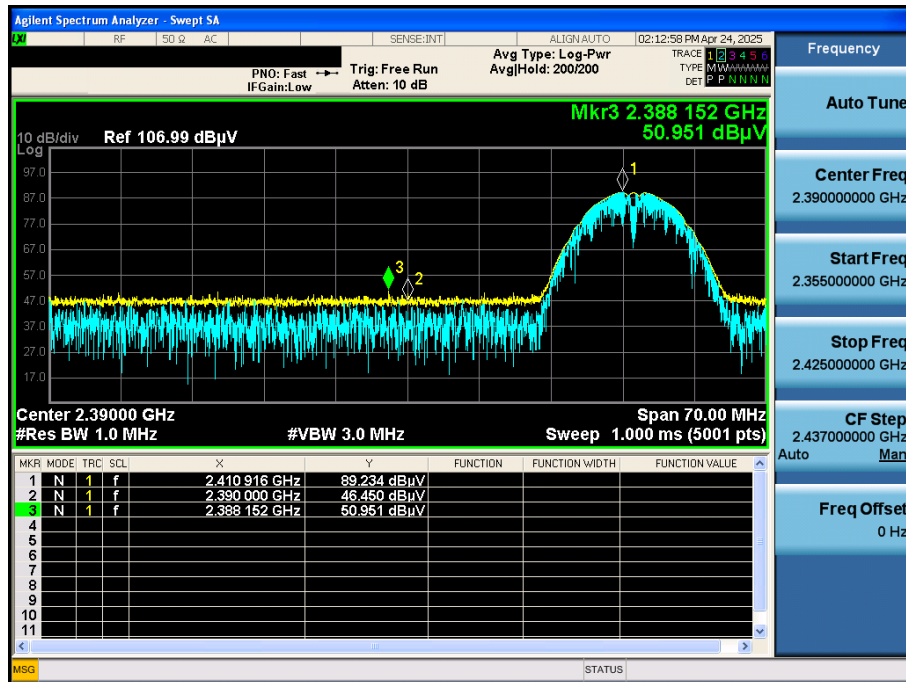 Agilent Spectrum Analyzer - Swept SA
LXI RF 50 Ω AC SENSE:INT ALIGN AUTO 02:12:58 PM Apr 24, 2025
PNO: Fast
IFGain:Low
Trig: Free Run
Atten: 10 dB
Avg Type: Log-Pwr
Avg|Hold: 200/200
TRACE 1 2 3 4 5 6
TYPE MWWWWW
DET P P N N N N
Mkr3 2.388 152 GHz
50.951 dBµV
10 dB/div Ref 106.99 dBµV
Log
97.0
87.0
77.0
67.0
57.0
47.0
37.0
27.0
17.0
1
3
2
Center 2.39000 GHz Span 70.00 MHz
#Res BW 1.0 MHz #VBW 3.0 MHz Sweep 1.000 ms (5001 pts)
MKR MODE TRC SCL X Y FUNCTION FUNCTION WIDTH FUNCTION VALUE
1 N 1 f 2.410 916 GHz 89.234 dBµV
2 N 1 f 2.390 000 GHz 46.450 dBµV
3 N 1 f 2.388 152 GHz 50.951 dBµV
4
5
6
7
8
9
10
11
MSG STATUS
Frequency
Auto Tune
Center Freq
2.390000000 GHz
Start Freq
2.355000000 GHz
Stop Freq
2.425000000 GHz
CF Step
2.437000000 GHz
Auto Man
Freq Offset
0 Hz